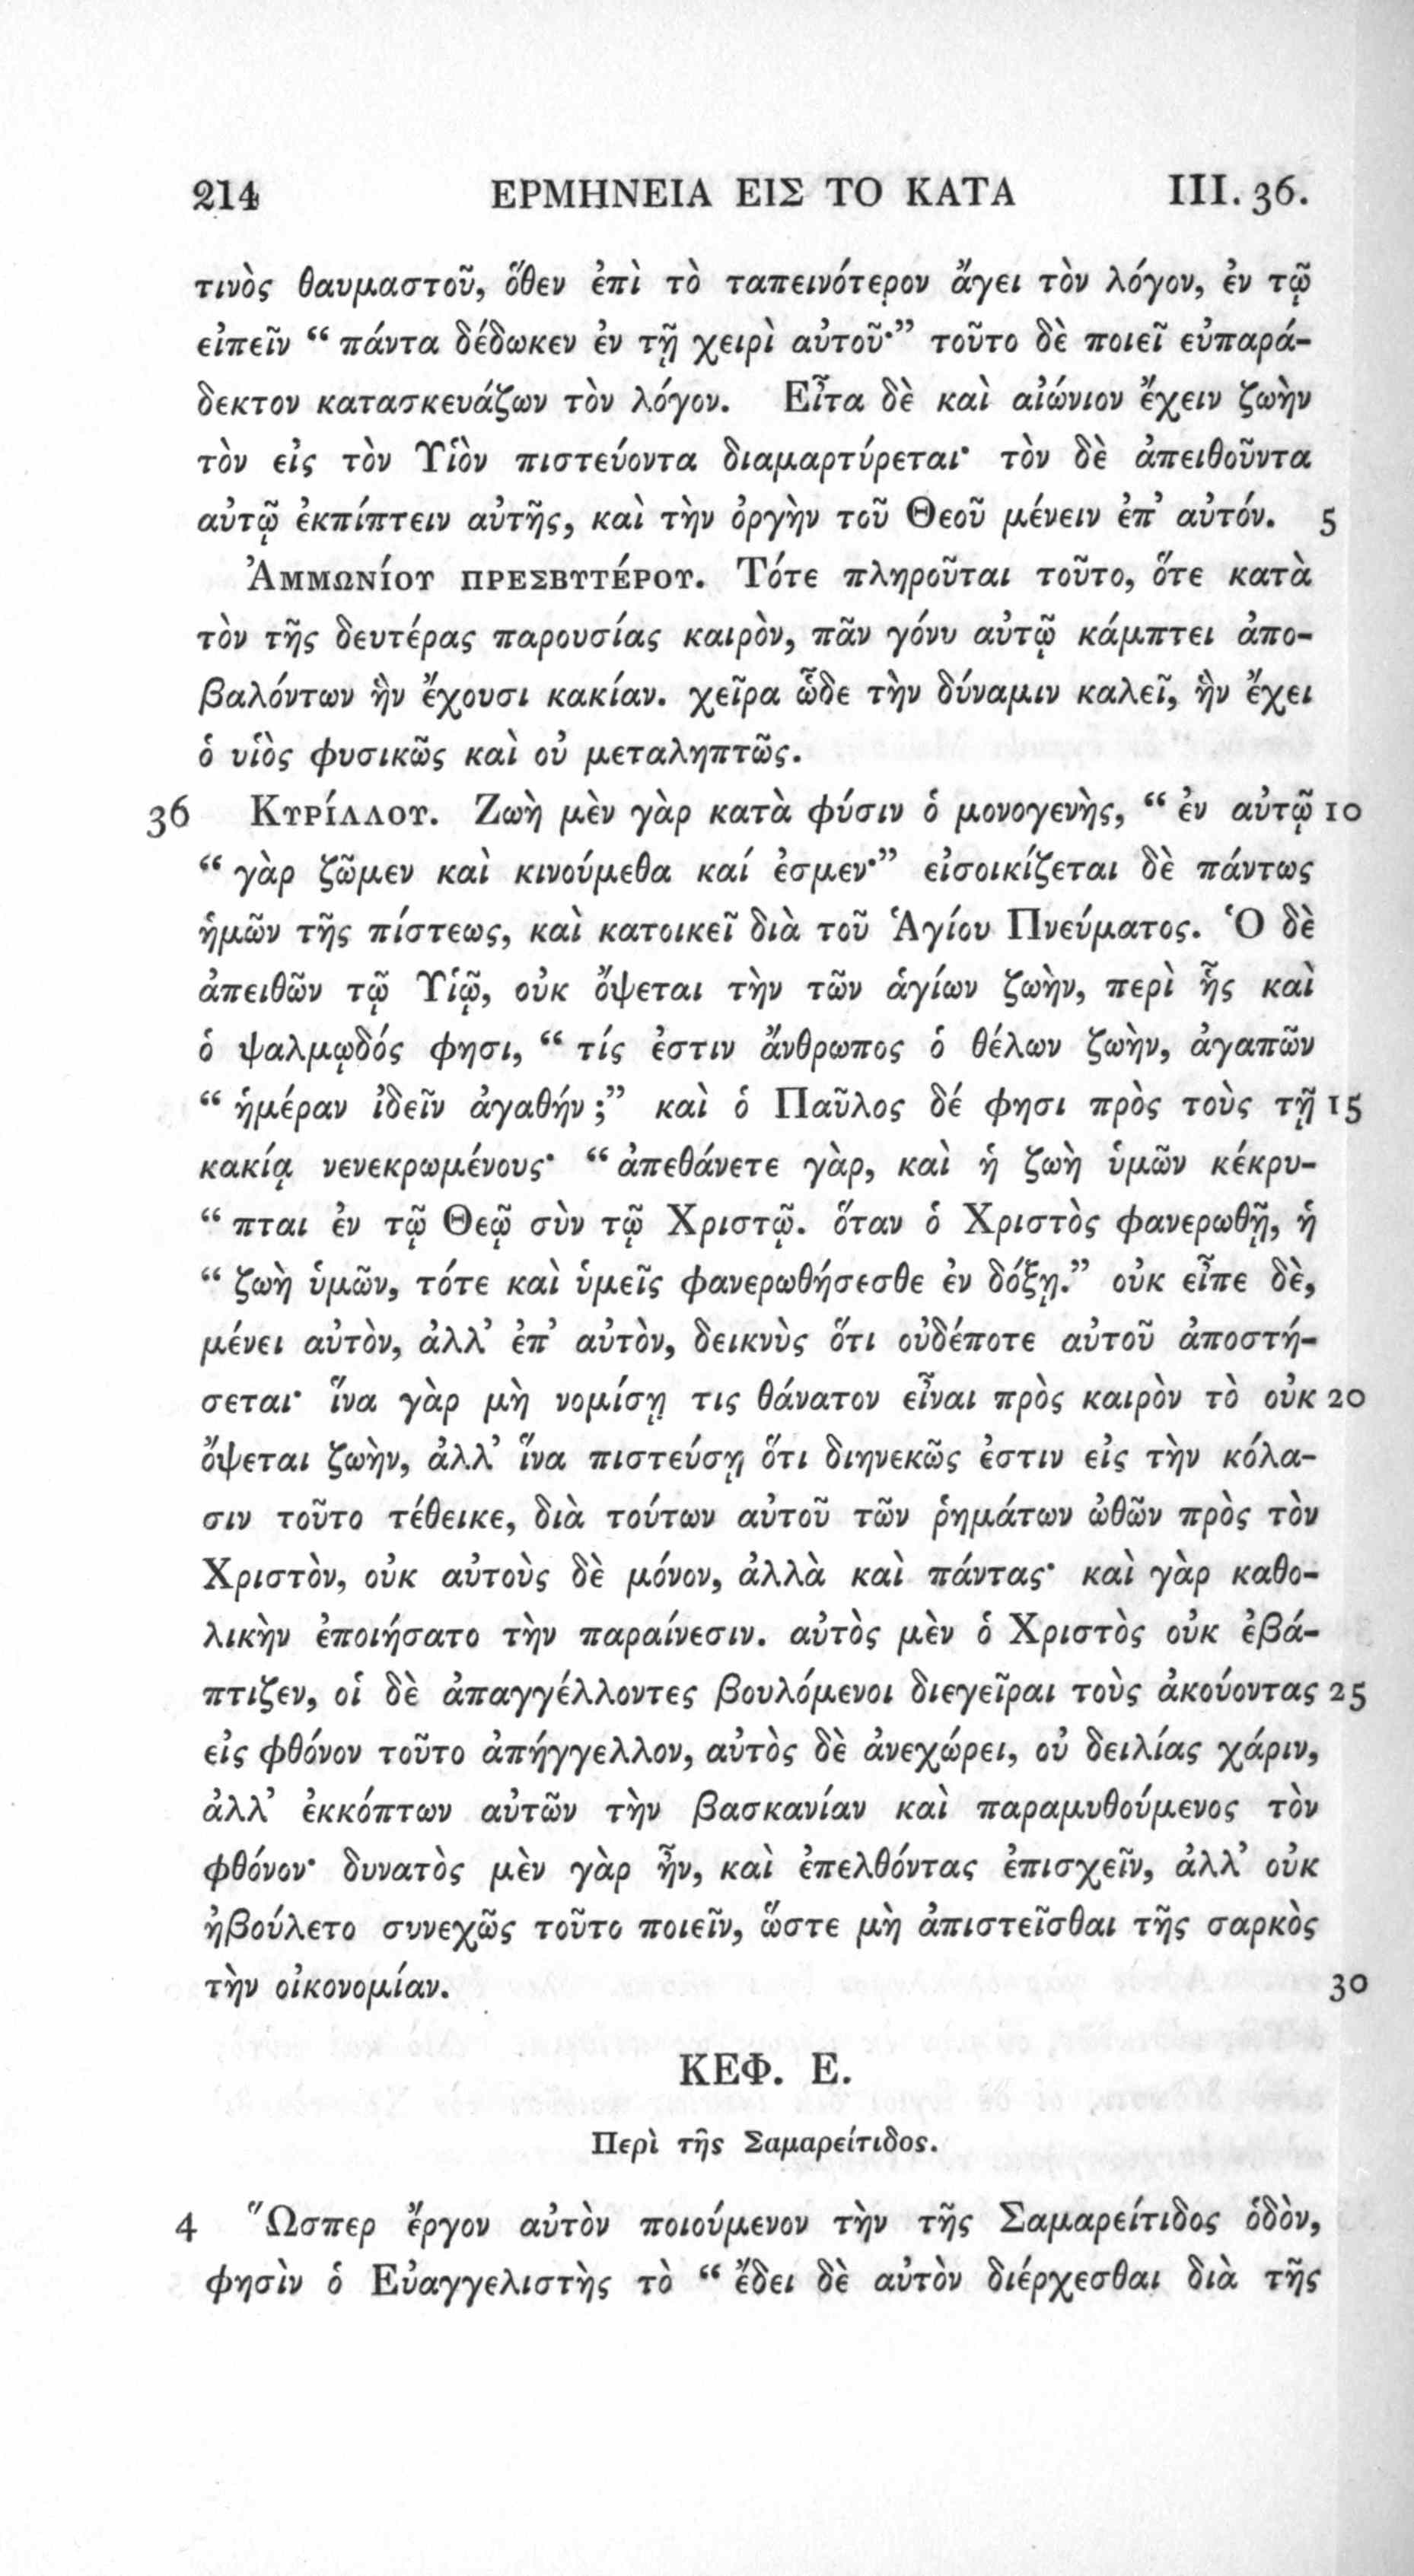 214 ΕΡΜΗΝΕΙΑ ΕΙΣ ΤΟ ΚΑΤΑ III. 36.
τινὸς θαυμαστοῦ, ὅθεν ἐπὶ τὸ ταπεινότερον ἄγει τὸν λόγον, ἐν τῷ
εἰπεῖν “ πάντα δέδωκεν ἐν τῇ χειρὶ αὐτοῦ·” τοῦτο δὲ ποιεῖ εὐπαρά-
δεκτον κατασκευάζων τὸν λόγον. Εἶτα δὲ καὶ αἰώνιον ἔχειν ζωὴν
τὸν εἰς τὸν Υἱὸν πιστεύοντα διαμαρτύρεται· τὸν δὲ ἀπειθοῦντα
αὐτῷ ἐκπίπτειν αὐτῆς, καὶ τὴν ὀργὴν τοῦ Θεοῦ μένειν ἐπ’ αὐτόν. 5
Ἀμμωνίου πρεσβυτέρου. Τότε πληροῦται τοῦτο, ὅτε κατὰ
τὸν τῆς δευτέρας παρουσίας καιρὸν, πᾶν γόνυ αὐτῷ κάμπτει ἀπο-
βαλόντων ἣν ἔχουσι κακίαν. χεῖρα ὧδε τὴν δύναμιν καλεῖ, ἣν ἔχει
ὁ υἱὸς φυσικῶς καὶ οὐ μεταληπτῶς.
36 Κυρίλλου. Ζωὴ μὲν γὰρ κατὰ φύσιν ὁ μονογενὴς, “ ἐν αὐτῷ 10
“ γὰρ ζῶμεν καὶ κινούμεθα καί ἐσμεν·” εἰσοικίζεται δὲ πάντως
ἡμῶν τῆς πίστεως, καὶ κατοικεῖ διὰ τοῦ Ἁγίου Πνεύματος. Ὁ δὲ
ἀπειθῶν τῷ Υἱῷ, οὐκ ὄψεται τὴν τῶν ἁγίων ζωὴν, περὶ ἧς καὶ
ὁ ψαλμῳδός φησι, “ τίς ἐστιν ἄνθρωπος ὁ θέλων ζωὴν, ἀγαπῶν
“ ἡμέραν ἰδεῖν ἀγαθήν ;” καὶ ὁ Παῦλος δέ φησι πρὸς τοὺς τῇ 15
κακίᾳ νενεκρωμένους· “ ἀπεθάνετε γὰρ, καὶ ἡ ζωὴ ὑμῶν κέκρυ-
“ πται ἐν τῷ Θεῷ σὺν τῷ Χριστῷ. ὅταν ὁ Χριστὸς φανερωθῇ, ἡ
“ ζωὴ ὑμῶν, τότε καὶ ὑμεῖς φανερωθήσεσθε ἐν δόξῃ.” οὐκ εἶπε δὲ,
μένει αὐτὸν, ἀλλ’ ἐπ’ αὐτὸν, δεικνὺς ὅτι οὐδέποτε αὐτοῦ ἀποστή-
σεται· ἵνα γὰρ μὴ νομίσῃ τις θάνατον εἶναι πρὸς καιρὸν τὸ οὐκ 20
ὄψεται ζωὴν, ἀλλ’ ἵνα πιστεύσῃ ὅτι διηνεκῶς ἐστιν εἰς τὴν κόλα-
σιν τοῦτο τέθεικε, διὰ τούτων αὐτοῦ τῶν ῥημάτων ὠθῶν πρὸς τὸν
Χριστὸν, οὐκ αὐτοὺς δὲ μόνον, ἀλλὰ καὶ πάντας· καὶ γὰρ καθο-
λικὴν ἐποιήσατο τὴν παραίνεσιν. αὐτὸς μὲν ὁ Χριστὸς οὐκ ἐβά-
πτιζεν, οἱ δὲ ἀπαγγέλλοντες βουλόμενοι διεγεῖραι τοὺς ἀκούοντας 25
εἰς φθόνον τοῦτο ἀπήγγελλον, αὐτὸς δὲ ἀνεχώρει, οὐ δειλίας χάριν,
ἀλλ’ ἐκκόπτων αὐτῶν τὴν βασκανίαν καὶ παραμυθούμενος τὸν
φθόνον· δυνατὸς μὲν γὰρ ἦν, καὶ ἐπελθόντας ἐπισχεῖν, ἀλλ’ οὐκ
ἠβούλετο συνεχῶς τοῦτο ποιεῖν, ὥστε μὴ ἀπιστεῖσθαι τῆς σαρκὸς
τὴν οἰκονομίαν. 30
ΚΕΦ. Ε.
Περὶ τῆς Σαμαρείτιδος.
4 Ὥσπερ ἔργον αὐτὸν ποιούμενον τὴν τῆς Σαμαρείτιδος ὁδὸν,
φησὶν ὁ Εὐαγγελιστὴς τὸ “ ἔδει δὲ αὐτὸν διέρχεσθαι διὰ τῆς